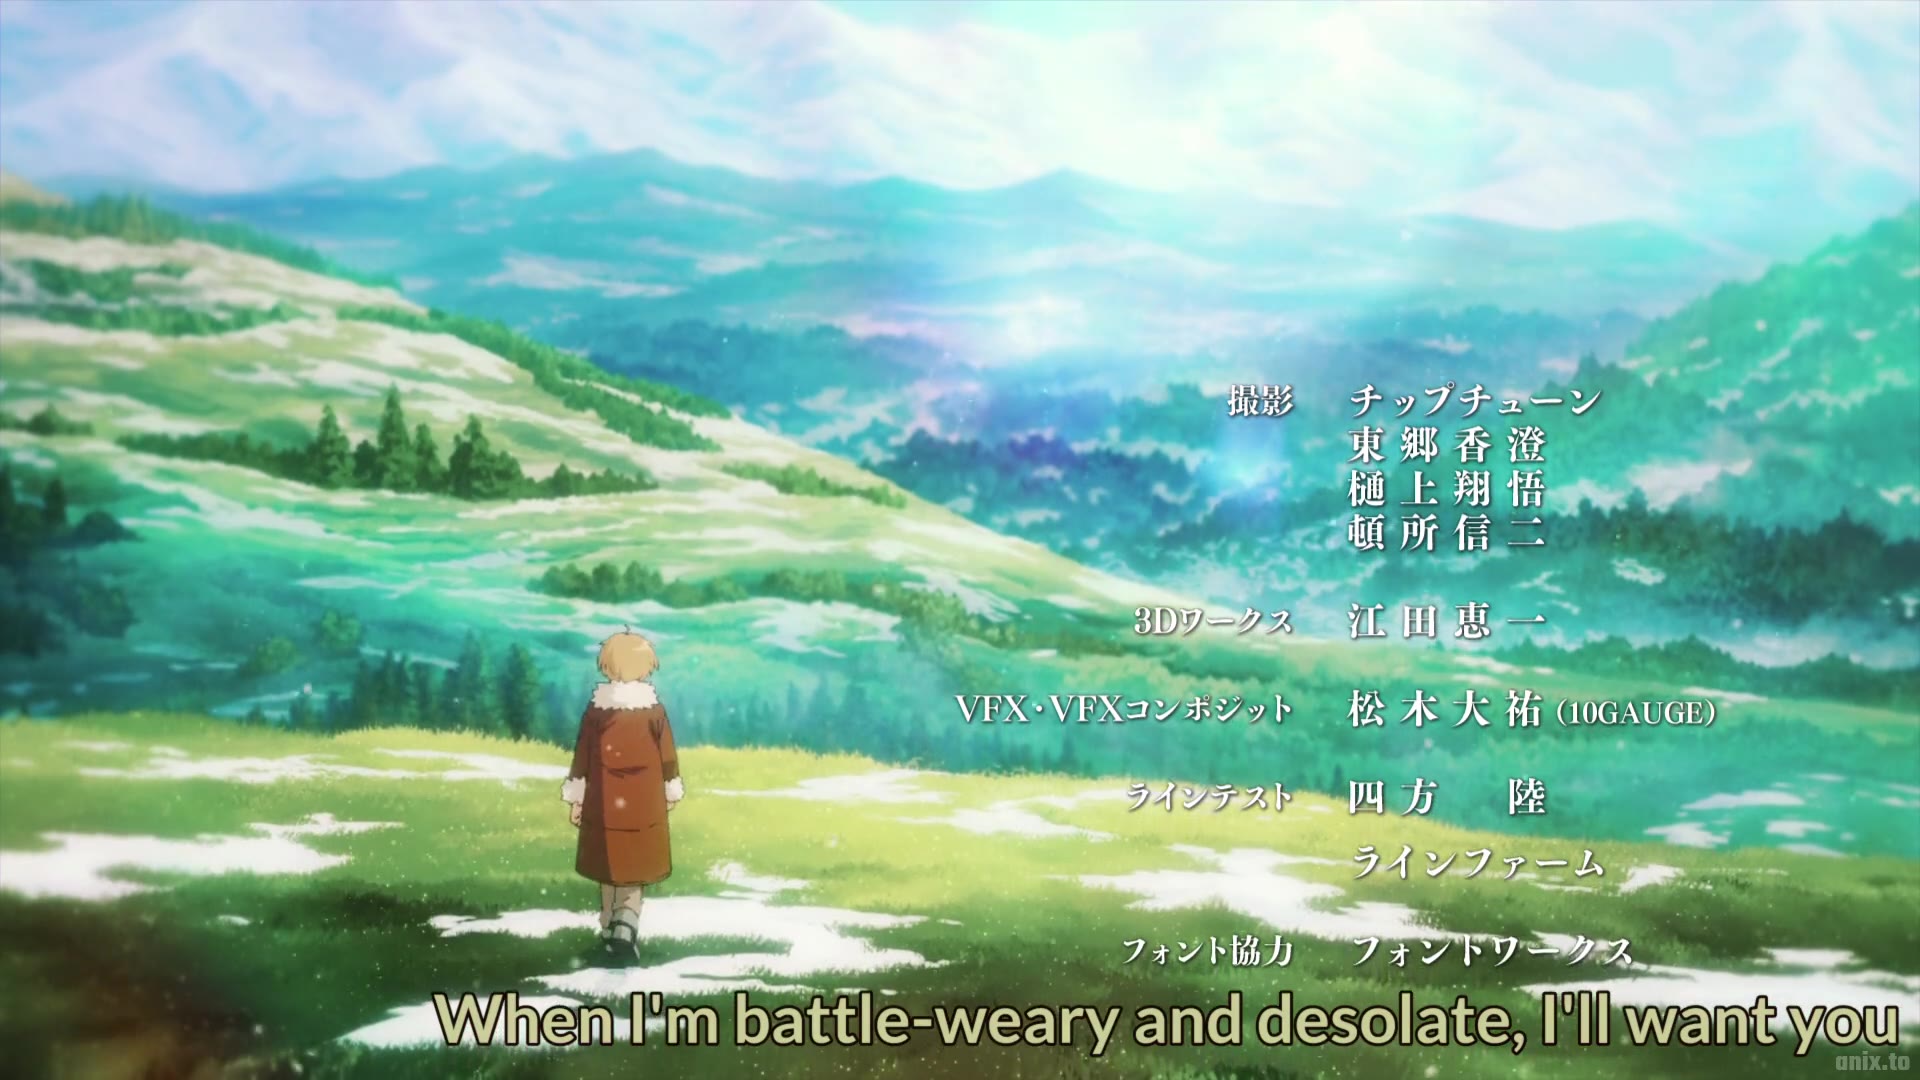 撮影 チップチューン
東郷香澄
樋上翔悟
頓所信二
3Dワークス 江田恵一
VFX・VFXコンポジット 松木大祐(10GAUGE)
ラインテスト 四方 陸
ラインファーム
フォント協力 フォントワークス
When I'm battle-weary and desolate, I'll want you
anix.to